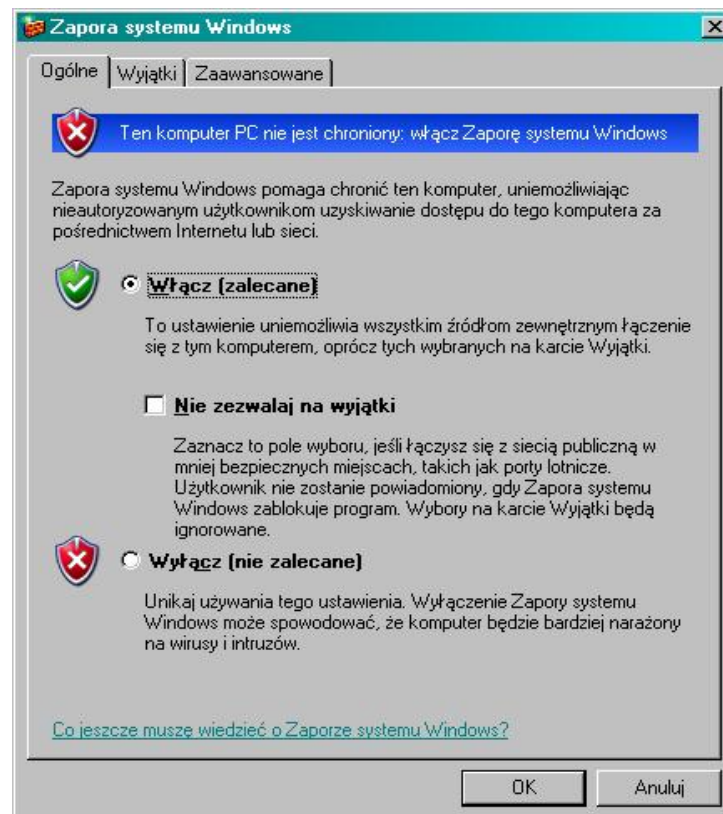 Zapora systemu Windows
Ogólne Wyjątki Zaawansowane
Ten komputer PC nie jest chroniony: włącz Zaporę systemu Windows
Zapora systemu Windows pomaga chronić ten komputer, uniemożliwiając
nieautoryzowanym użytkownikom uzyskiwanie dostępu do tego komputera za
pośrednictwem Internetu lub sieci.
Włącz (zalecane)
To ustawienie uniemożliwia wszystkim źródłom zewnętrznym łączenie
się z tym komputerem, oprócz tych wybranych na karcie Wyjątki.
Nie zezwalaj na wyjątki
Zaznacz to pole wyboru, jeśli łączysz się z siecią publiczną w
mniej bezpiecznych miejscach, takich jak porty lotnicze.
Użytkownik nie zostanie powiadomiony, gdy Zapora systemu
Windows zablokuje program. Wybory na karcie Wyjątki będą
ignorowane.
Wyłącz (nie zalecane)
Unikaj używania tego ustawienia. Wyłączenie Zapory systemu
Windows może spowodować, że komputer będzie bardziej narażony
na wirusy i intruzów.
Co jeszcze muszę wiedzieć o Zaporze systemu Windows?
OK Anuluj